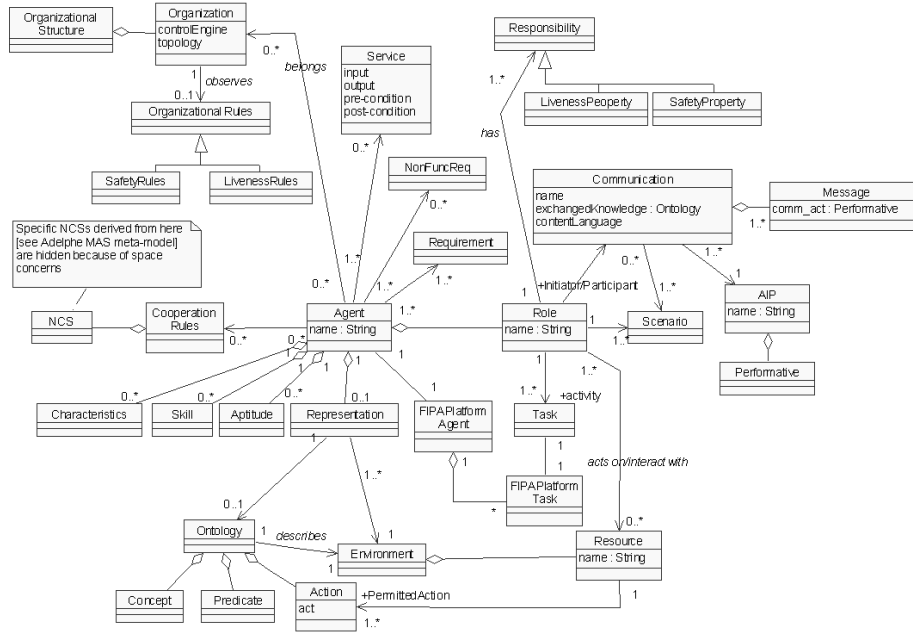 Organizational
Structure
Organization
controlEngine
topology
0..*
belongs
1
observes
0..1
Organizational Rules
SafetyRules
LivenessRules
Service
input
output
pre-condition
post-condition
0..*
NonFuncReq
0..*
Requirement
1..*
Responsibility
1..*
has
LivenessPeoperty
SafetyProperty
Communication
name
exchangedKnowledge : Ontology
contentLanguage
Message
comm_act : Performative
1..*
Specific NCSs derived from here
[see Adelphe MAS meta-model]
are hidden because of space
concerns
NCS
Cooperation
Rules
0..*
0..*
1
1..*
Agent
name : String
0..*
1
1
1
1
1..*
1
+Initiator/Participant
Role
name : String
1
0..*
1..*
1..*
Scenario
1
AIP
name : String
Performative
0..*
Characteristics
0..*
Skill
0..*
Aptitude
0..1
Representation
1
FIPAPlatform
Agent
1
*
1
1..*
+activity
Task
1
1
FIPAPlatform
Task
1..*
acts on/interact with
0..*
1
0..1
1..*
Ontology
1
describes
1
1
Environment
Resource
name : String
1
Concept
Predicate
Action
act
+PermittedAction
1..*